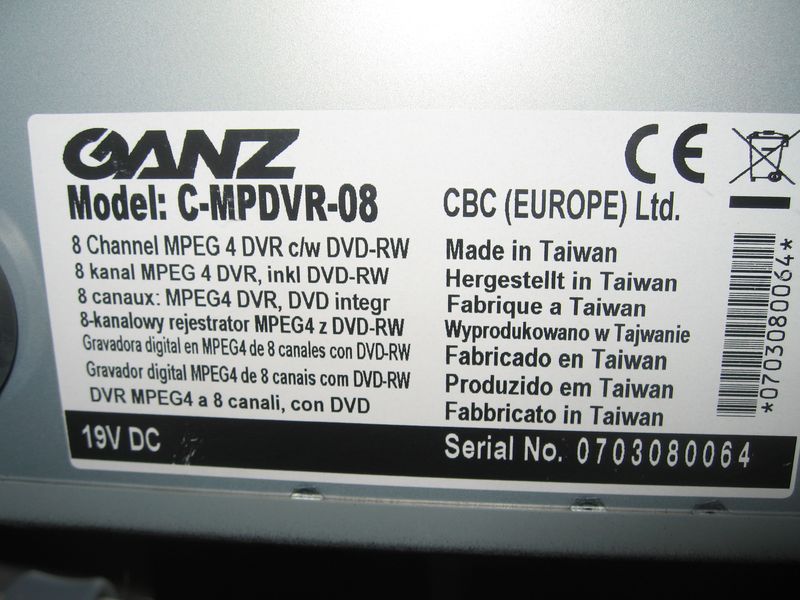 GANZ
Model: C-MPDVR-08
8 Channel MPEG 4 DVR c/w DVD-RW
8 kanal MPEG 4 DVR, inkl DVD-RW
8 canaux: MPEG4 DVR, DVD integr
8-kanalowy rejestrator MPEG4 z DVD-RW
Gravadora digital en MPEG4 de 8 canales con DVD-RW
Gravador digital MPEG4 de 8 canais com DVD-RW
DVR MPEG4 a 8 canali, con DVD
19V DC
CE
CBC (EUROPE) Ltd.
Made in Taiwan
Hergestellt in Taiwan
Fabrique a Taiwan
Wyprodukowano w Tajwanie
Fabricado en Taiwan
Produzido em Taiwan
Fabbricato in Taiwan
Serial No. 0703080064
*0703080064*